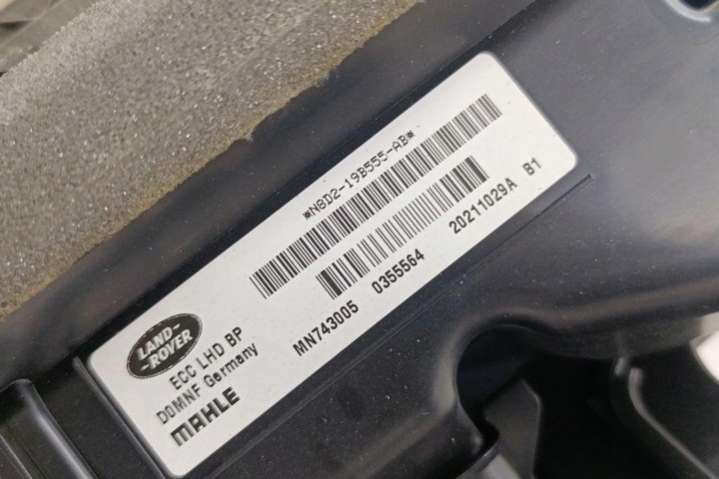 *N8D2-19B555-AB*
MN743005 0355564 20211029A B1
LAND-
-ROVER
ECC LHD BP
D0MNF Germany
MAHLE